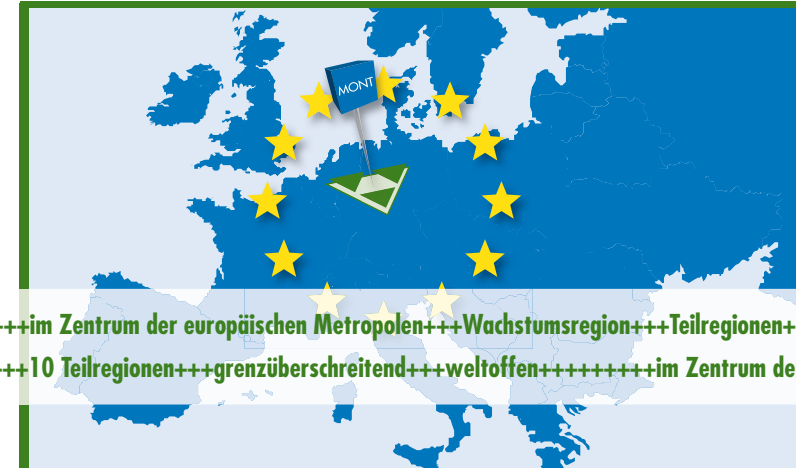 MONT
+++im Zentrum der europäischen Metropolen+++Wachstumsregion+++Teilregionen+
+++10 Teilregionen+++grenzüberschreitend+++weltoffen+++++++++im Zentrum de